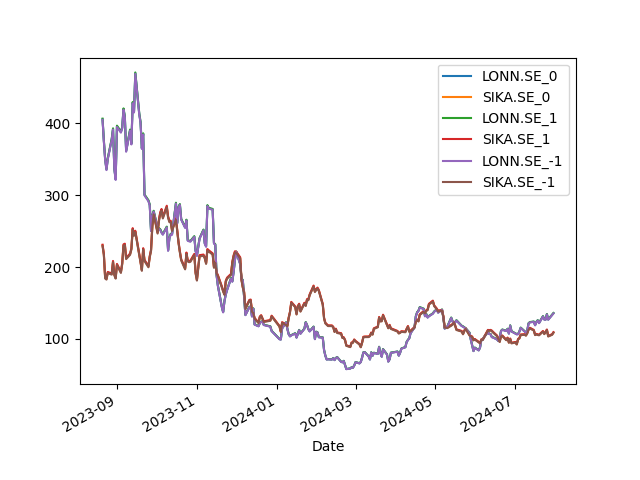 LONN.SE_0
SIKA.SE_0
LONN.SE_1
SIKA.SE_1
LONN.SE_-1
SIKA.SE_-1
400
300
200
100
2023-09
2023-11
2024-01
2024-03
2024-05
2024-07
Date